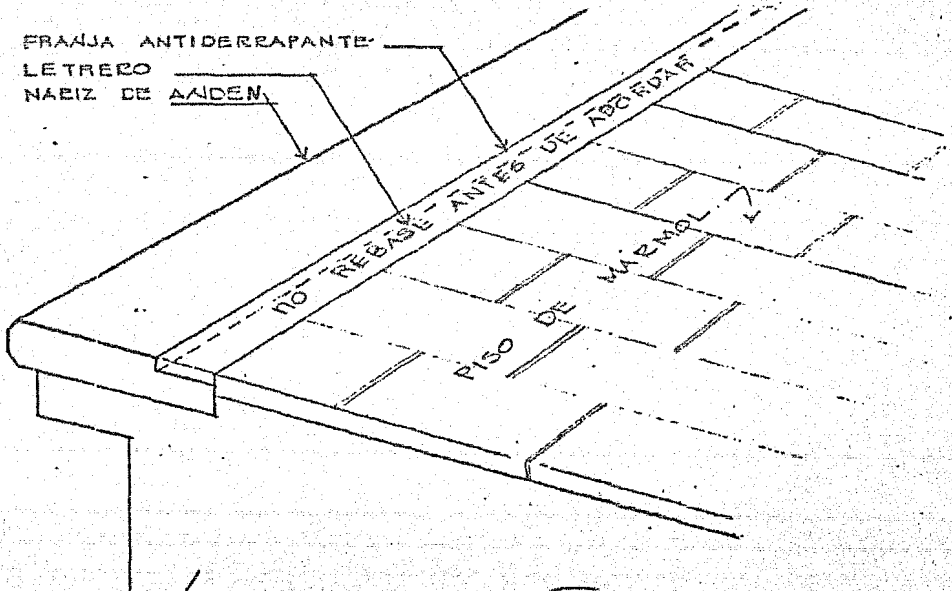 FRANJA ANTIDERRAPANTE
LETRERO
NARIZ DE ANDEN
NO REBASE ANTES DE ABORDAR
PISO DE MARMOL